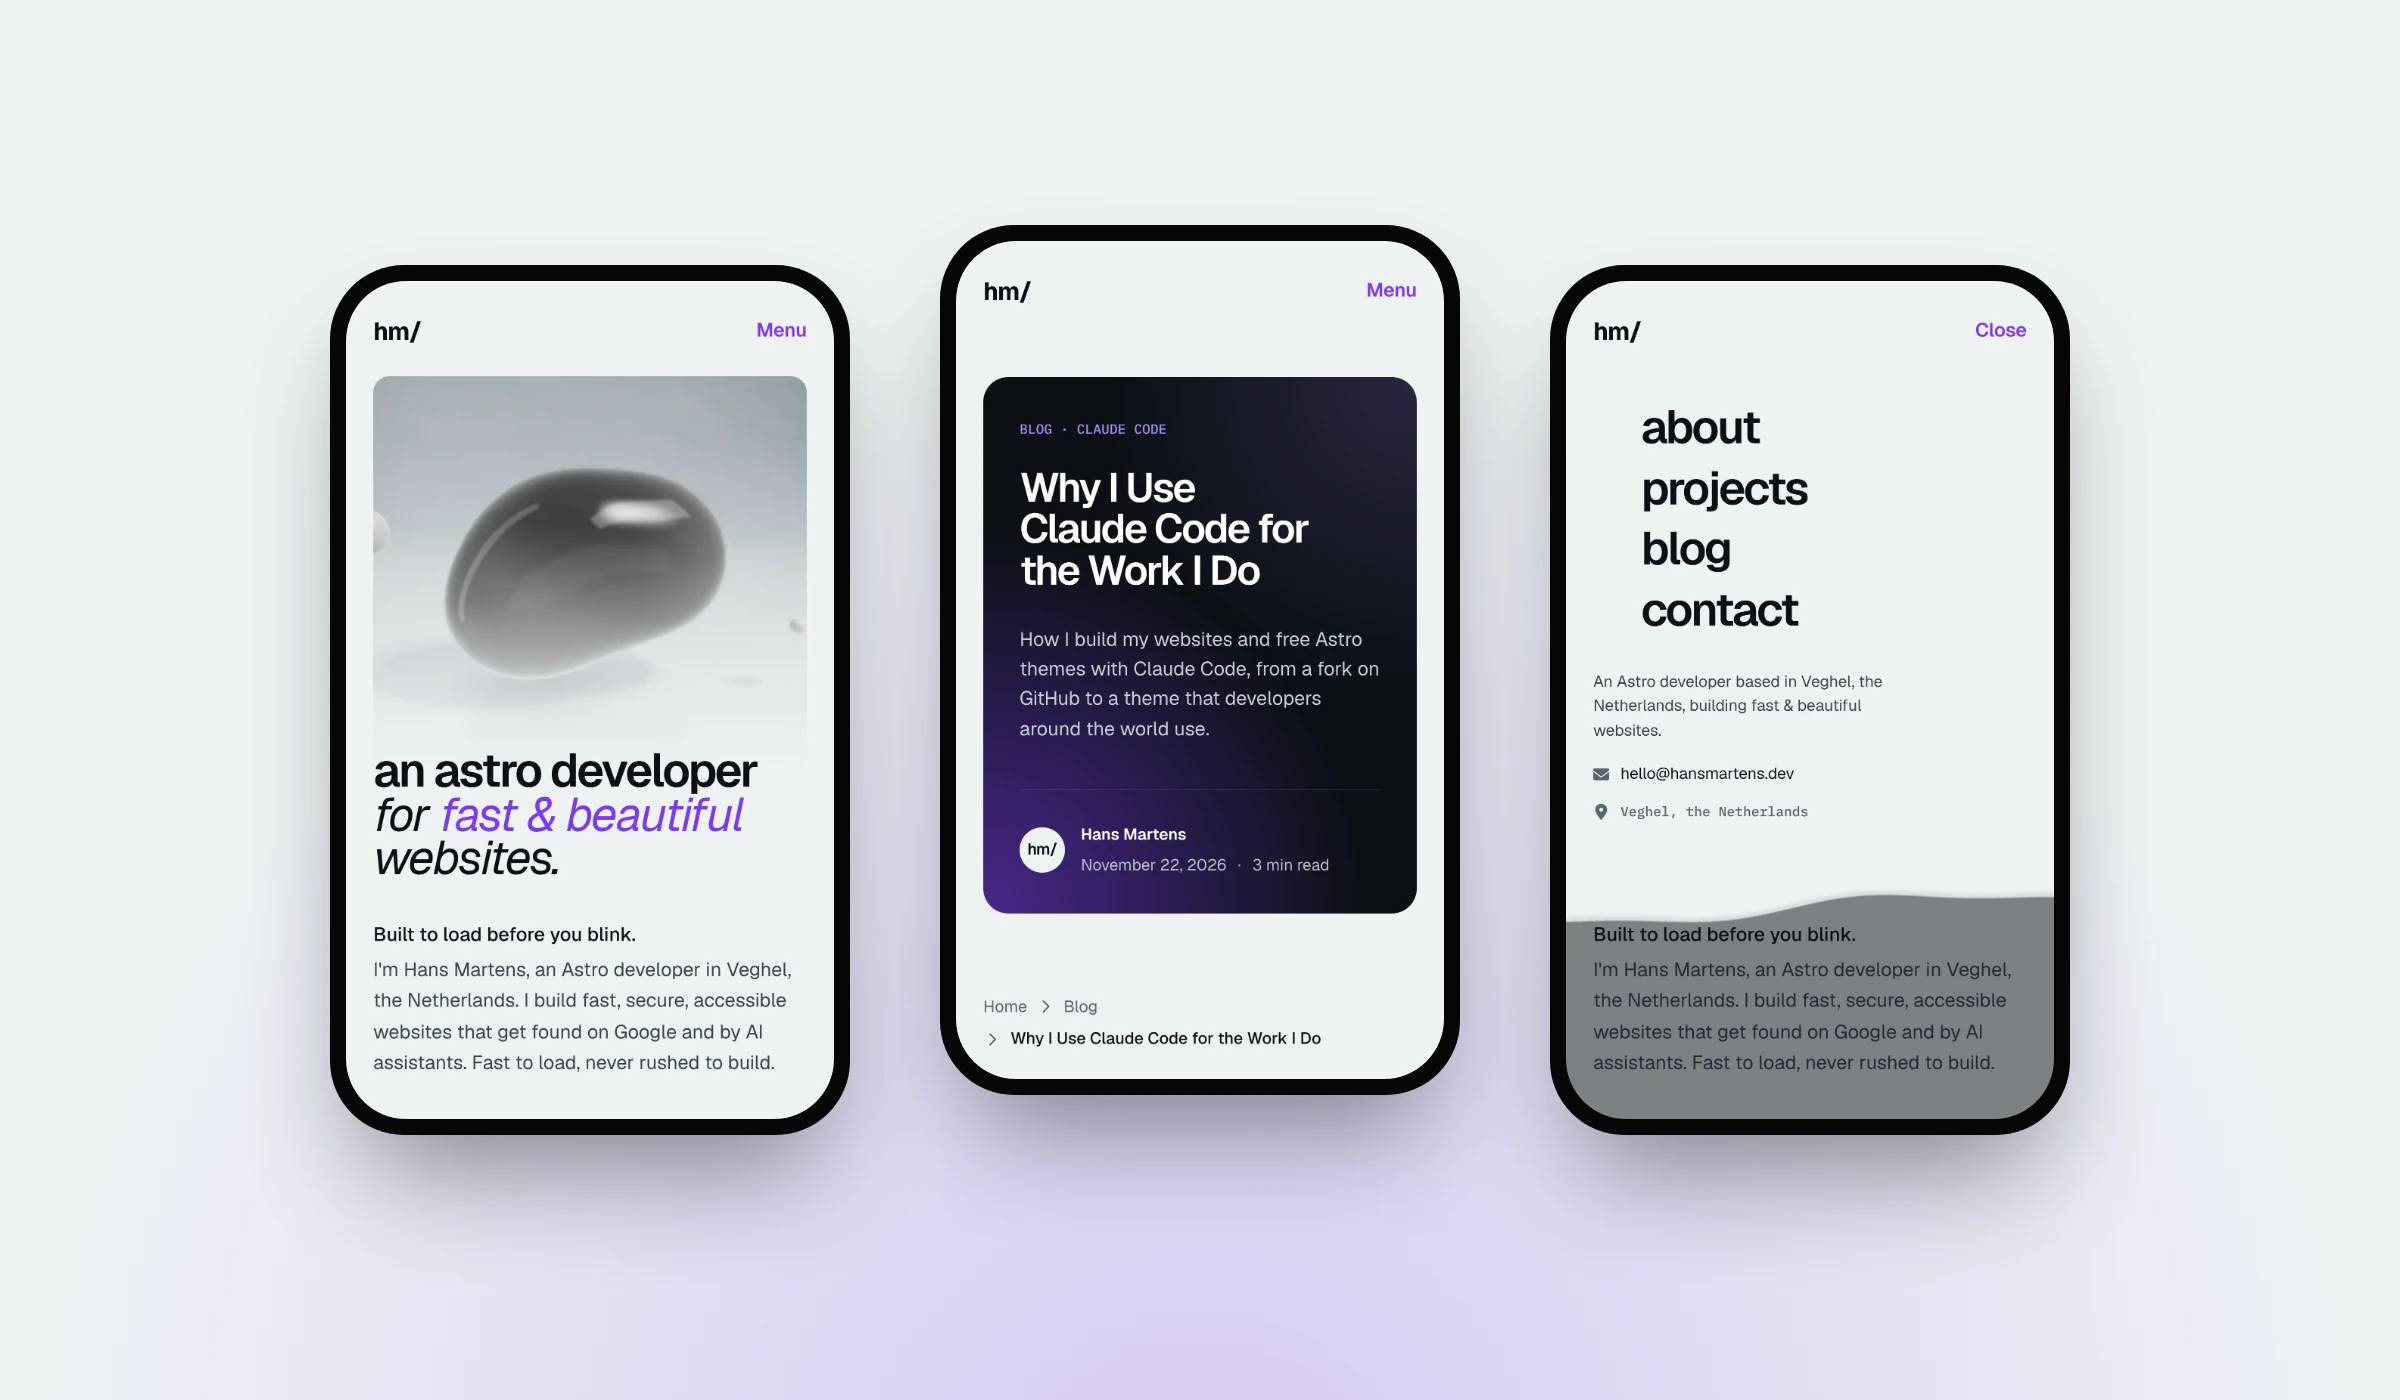 hm/
Menu
an astro developer
for fast & beautiful
websites.
Built to load before you blink.
I'm Hans Martens, an Astro developer in Veghel,
the Netherlands. I build fast, secure, accessible
websites that get found on Google and by AI
assistants. Fast to load, never rushed to build.
hm/
Menu
BLOG · CLAUDE CODE
Why I Use
Claude Code for
the Work I Do
How I build my websites and free Astro
themes with Claude Code, from a fork on
GitHub to a theme that developers
around the world use.
hm/
Hans Martens
November 22, 2026 · 3 min read
Home > Blog
> Why I Use Claude Code for the Work I Do
hm/
Close
about
projects
blog
contact
An Astro developer based in Veghel, the
Netherlands, building fast & beautiful
websites.
hello@hansmartens.dev
Veghel, the Netherlands
Built to load before you blink.
I'm Hans Martens, an Astro developer in Veghel,
the Netherlands. I build fast, secure, accessible
websites that get found on Google and by AI
assistants. Fast to load, never rushed to build.